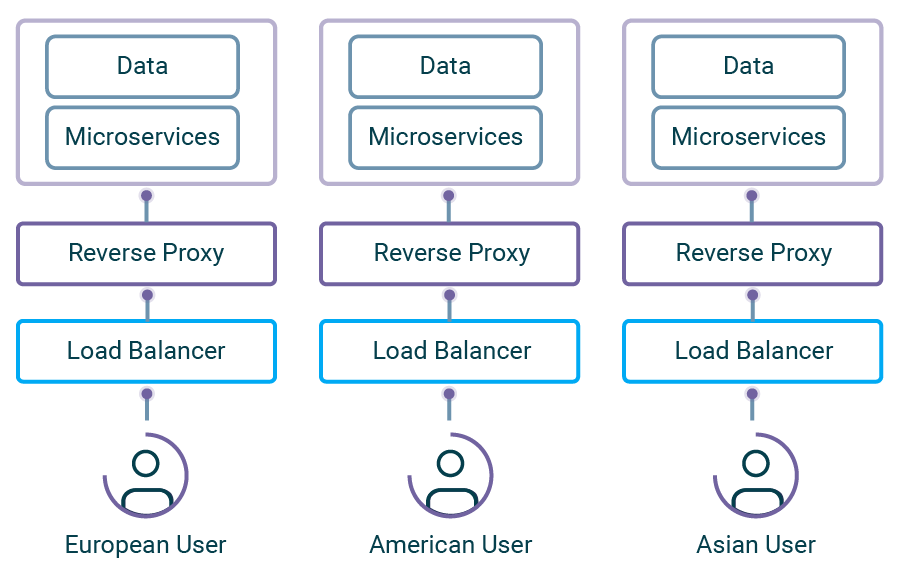 Data
Data
Data
Microservices
Microservices
Microservices
Reverse Proxy
Reverse Proxy
Reverse Proxy
Load Balancer
Load Balancer
Load Balancer
European User
American User
Asian User